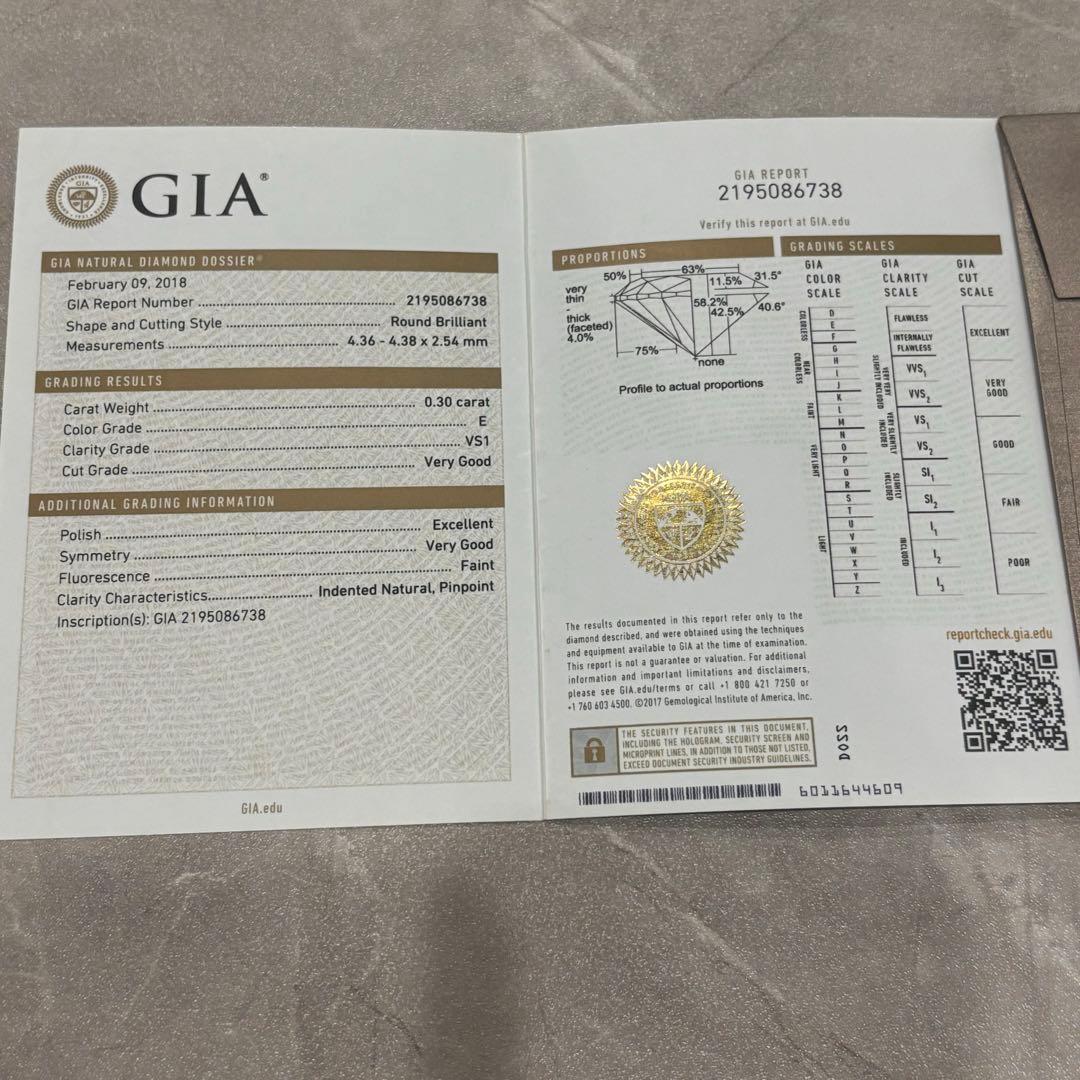 GIA
GIA®
GIA NATURAL DIAMOND DOSSIER®
February 09, 2018
GIA Report Number 2195086738
Shape and Cutting Style Round Brilliant
Measurements 4.36 - 4.38 x 2.54 mm
GRADING RESULTS
Carat Weight 0.30 carat
Color Grade E
Clarity Grade VS1
Cut Grade Very Good
ADDITIONAL GRADING INFORMATION
Polish Excellent
Symmetry Very Good
Fluorescence Faint
Clarity Characteristics Indented Natural, Pinpoint
Inscription(s): GIA 2195086738
GIA.edu
GIA REPORT
2195086738
Verify this report at GIA.edu
PROPORTIONS
50%
63%
11.5%
31.5°
very
thin
-
thick
(faceted)
4.0%
58.2%
42.5%
40.6°
75%
none
Profile to actual proportions
The results documented in this report refer only to the
diamond described, and were obtained using the techniques
and equipment available to GIA at the time of examination.
This report is not a guarantee or valuation. For additional
information and important limitations and disclaimers,
please see GIA.edu/terms or call +1 800 421 7250 or
+1 760 603 4500. ©2017 Gemological Institute of America, Inc.
THE SECURITY FEATURES IN THIS DOCUMENT,
INCLUDING THE HOLOGRAM, SECURITY SCREEN AND
MICROPRINT LINES, IN ADDITION TO THOSE NOT LISTED,
EXCEED DOCUMENT SECURITY INDUSTRY GUIDELINES.
6011644609
D022
GRADING SCALES
GIA
COLOR
SCALE
COLORLESS
D
E
F
NEAR
COLORLESS
G
H
I
J
FAINT
K
L
M
VERY LIGHT
N
O
P
Q
R
LIGHT
S
T
U
V
W
X
Y
Z
GIA
CLARITY
SCALE
FLAWLESS
INTERNALLY
FLAWLESS
VERY VERY
SLIGHTLY INCLUDED
VVS1
VVS2
VERY SLIGHTLY
INCLUDED
VS1
VS2
SLIGHTLY
INCLUDED
SI1
SI2
INCLUDED
I1
I2
I3
GIA
CUT
SCALE
EXCELLENT
VERY
GOOD
GOOD
FAIR
POOR
reportcheck.gia.edu